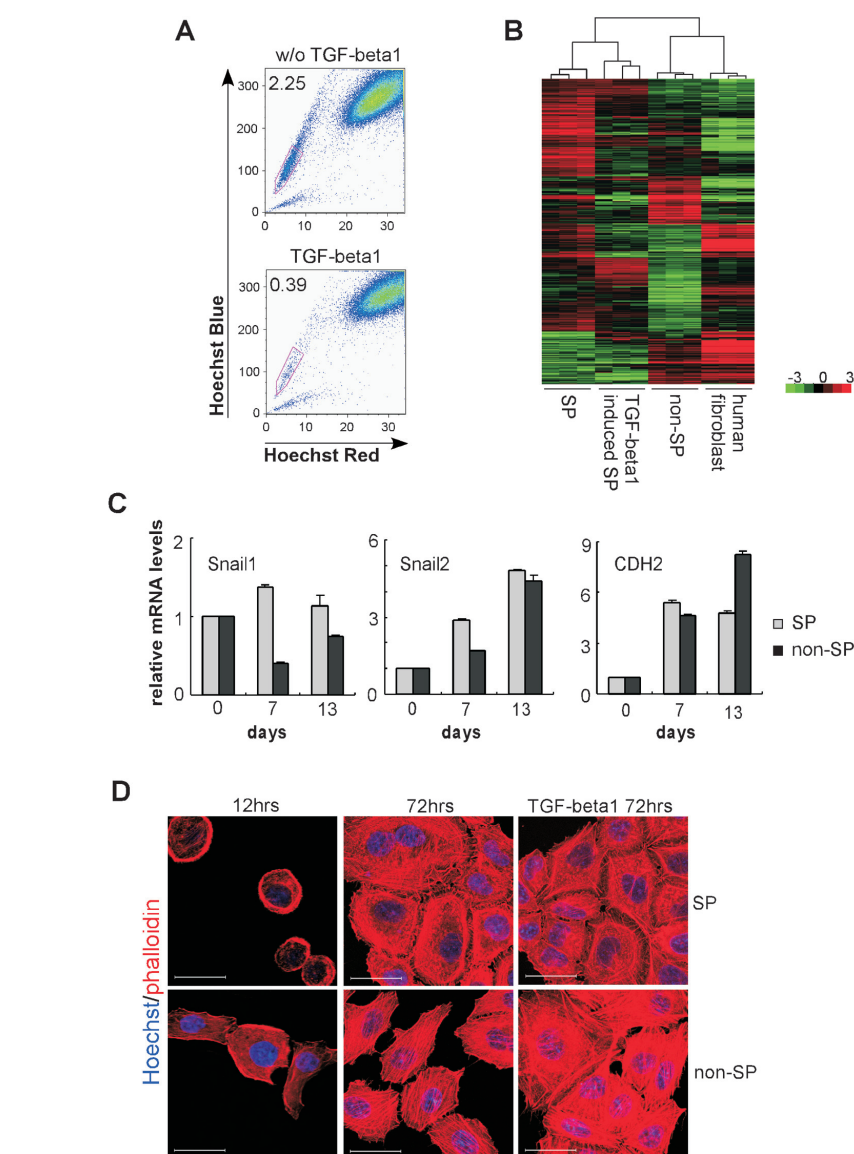 A
w/o TGF-beta1
2.25
300
200
100
0
0 10 20 30
TGF-beta1
0.39
300
200
100
0
0 10 20 30
Hoechst Blue
Hoechst Red
B
SP
TGF-beta1
induced SP
non-SP
human
fibroblast
-3 0 3
C
relative mRNA levels
Snail1
2
1
0
0 7 13
days
Snail2
6
3
0
0 7 13
days
CDH2
9
6
3
0
0 7 13
days
SP
non-SP
D
12hrs 72hrs TGF-beta1 72hrs
Hoechst/phalloidin
SP
non-SP